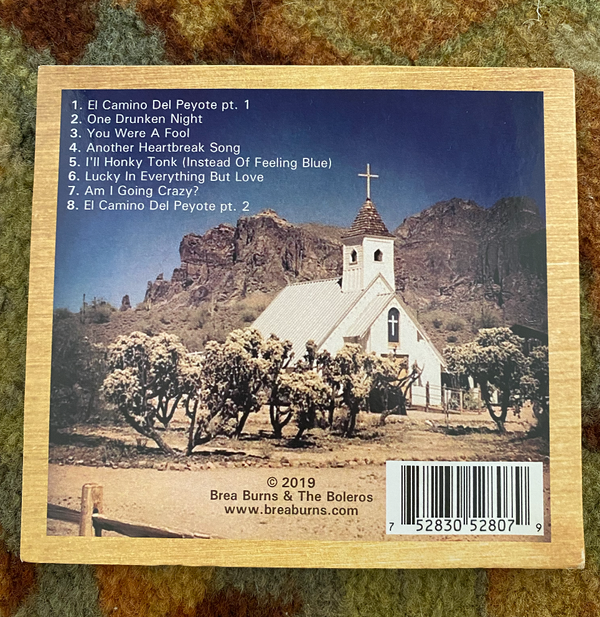 1. El Camino Del Peyote pt. 1
2. One Drunken Night
3. You Were A Fool
4. Another Heartbreak Song
5. I'll Honky Tonk (Instead Of Feeling Blue)
6. Lucky In Everything But Love
7. Am I Going Crazy?
8. El Camino Del Peyote pt. 2
© 2019
Brea Burns & The Boleros
www.breaburns.com
7 52830 52807 9